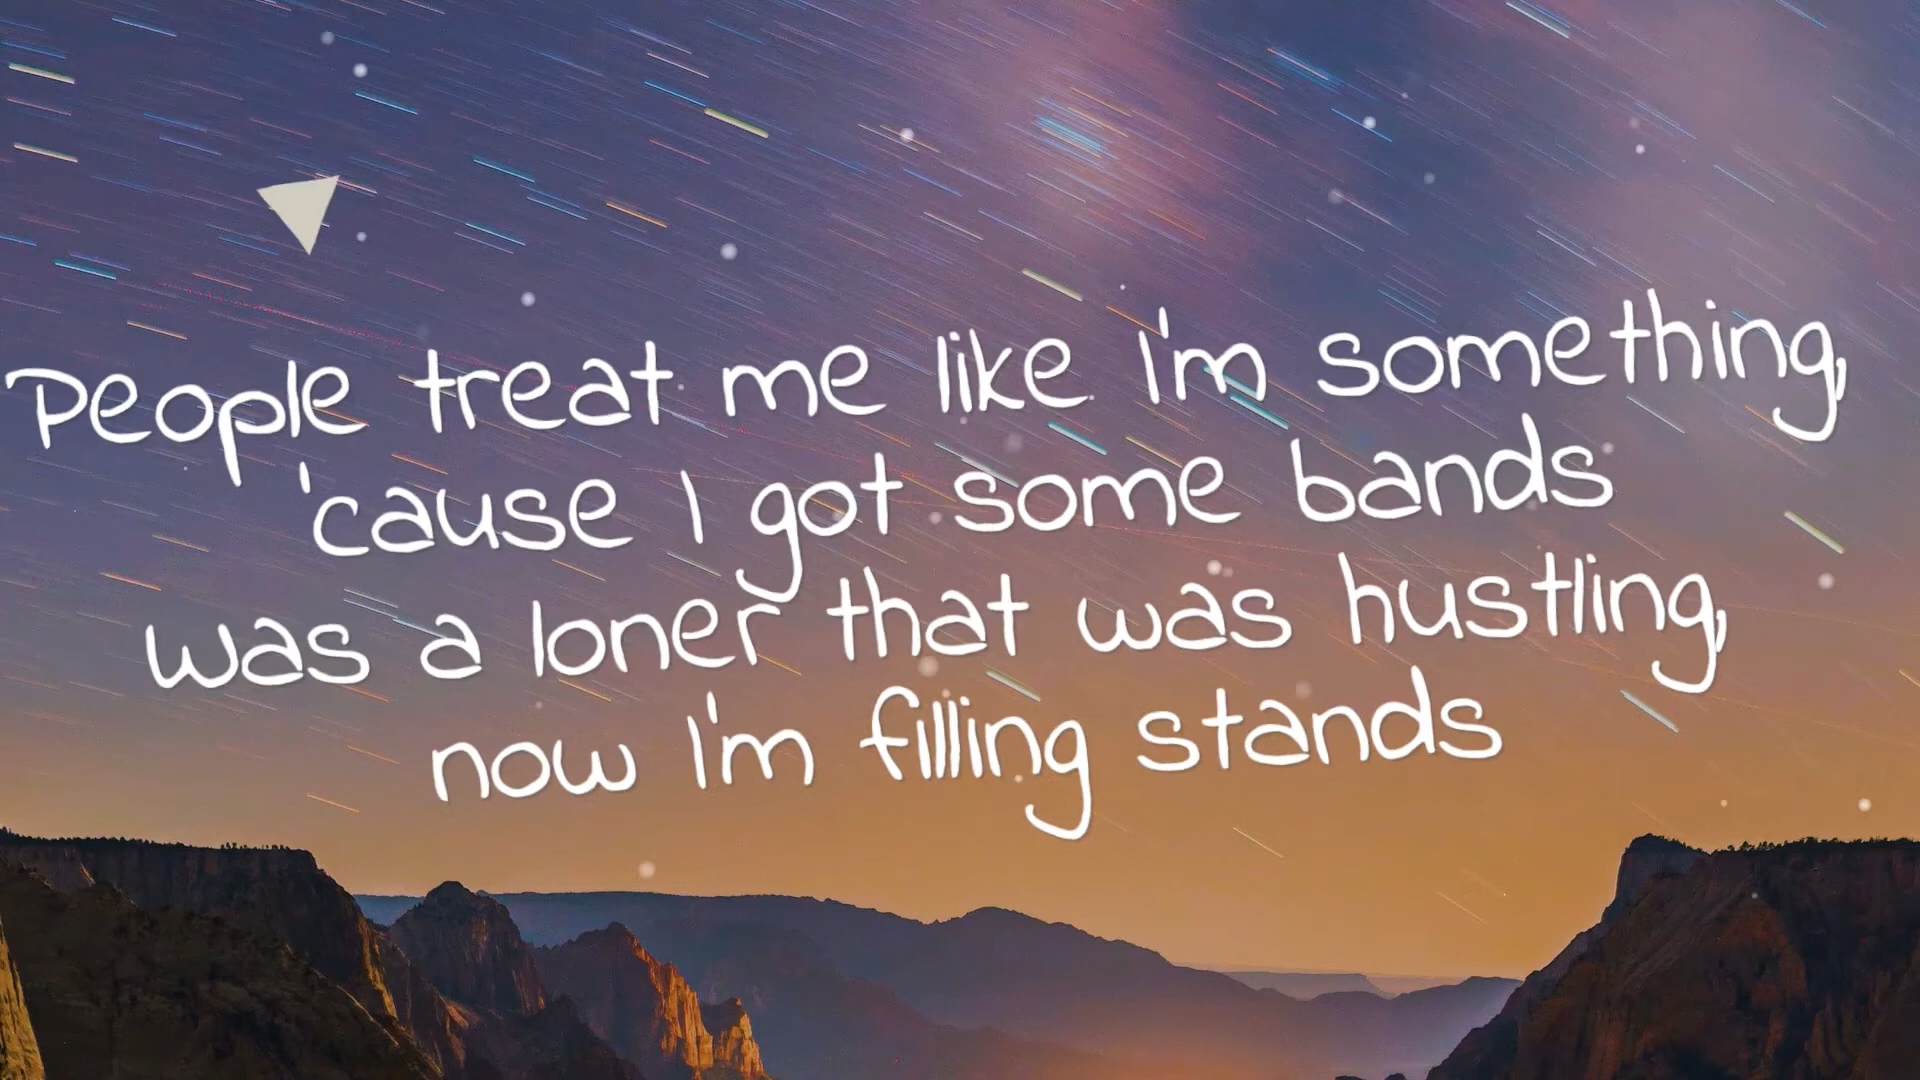 People treat me like I'm something,
'cause I got some bands
was a loner that was hustling,
now I'm filling stands